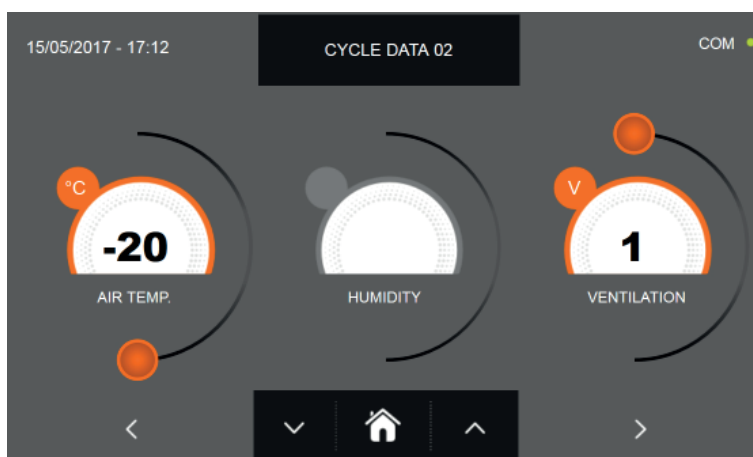 15/05/2017 - 17:12
CYCLE DATA 02
COM
°C
-20
AIR TEMP.
HUMIDITY
V
1
VENTILATION